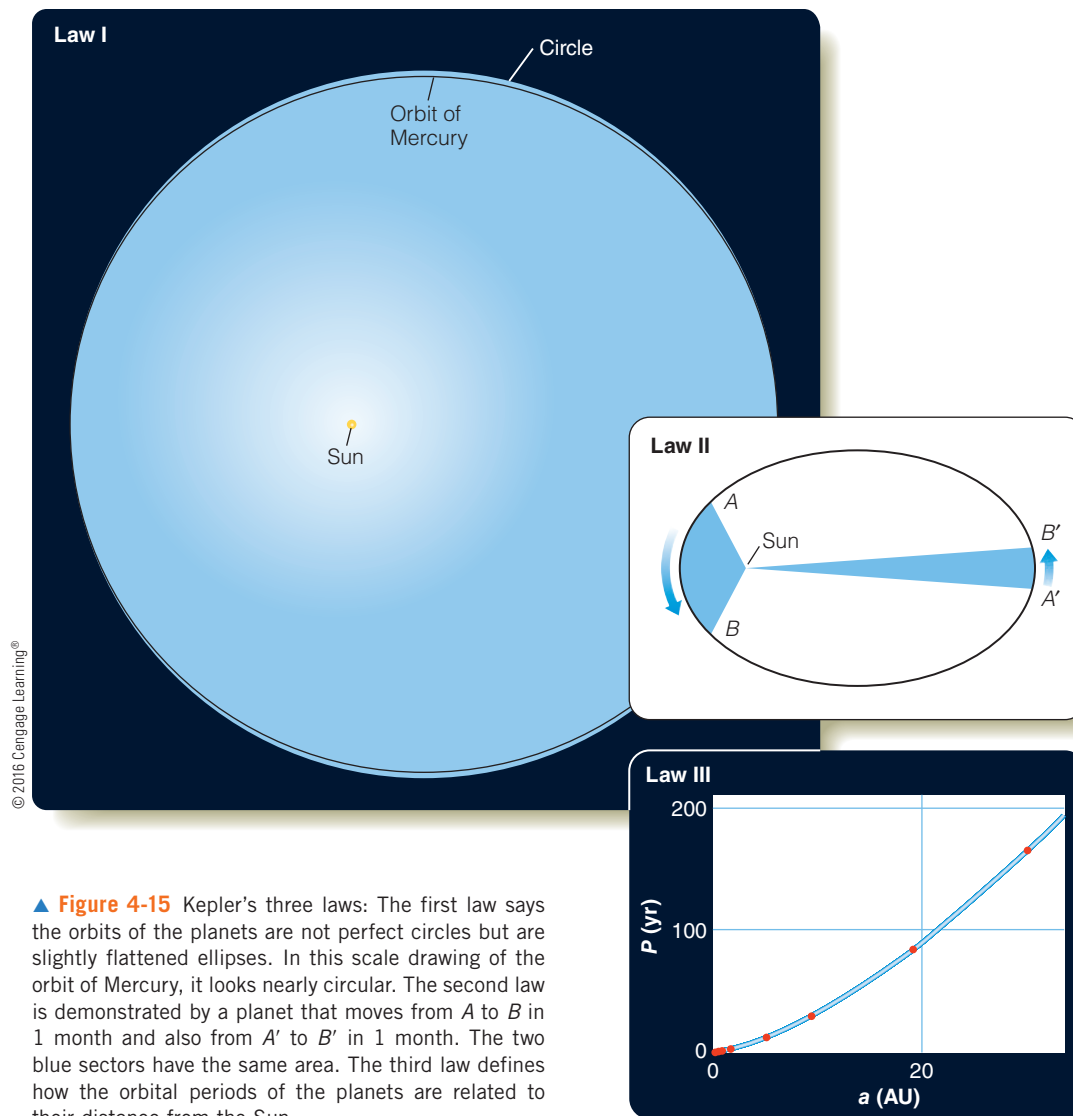 Law I
Circle
Orbit of
Mercury
Sun
Law II
A
Sun
B
B′
A′
© 2016 Cengage Learning®
Law III
200
P (yr)
100
0
0
20
a (AU)
▲ Figure 4-15 Kepler’s three laws: The first law says
the orbits of the planets are not perfect circles but are
slightly flattened ellipses. In this scale drawing of the
orbit of Mercury, it looks nearly circular. The second law
is demonstrated by a planet that moves from A to B in
1 month and also from A′ to B′ in 1 month. The two
blue sectors have the same area. The third law defines
how the orbital periods of the planets are related to
their distance from the Sun